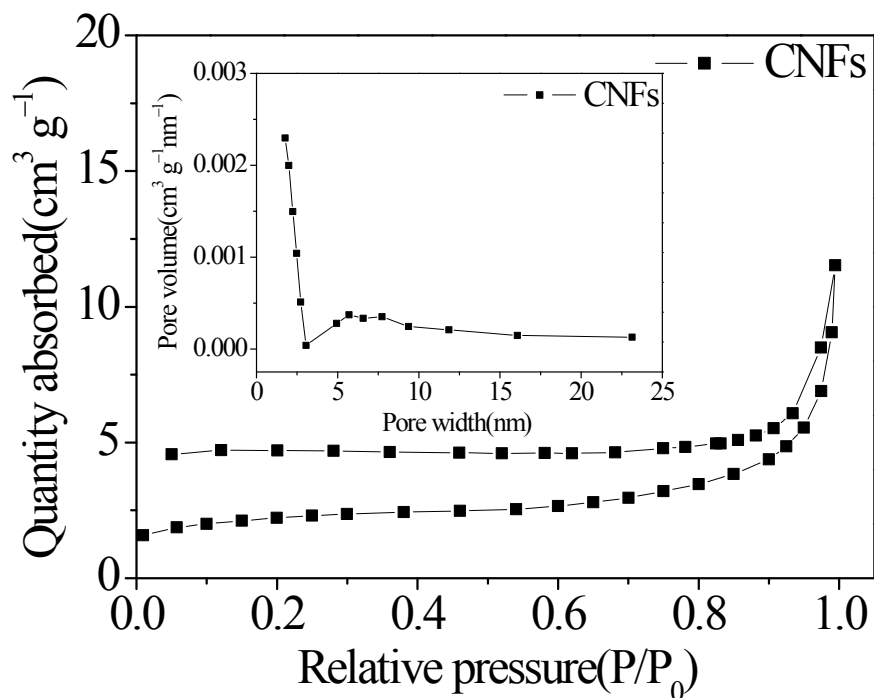 20
15
10
5
0
Quantity absorbed(cm³ g⁻¹)
0.0 0.2 0.4 0.6 0.8 1.0
Relative pressure(P/P₀)
CNFs
0.003
0.002
0.001
0.000
Pore volume(cm³ g⁻¹nm⁻¹)
0 5 10 15 20 25
Pore width(nm)
CNFs